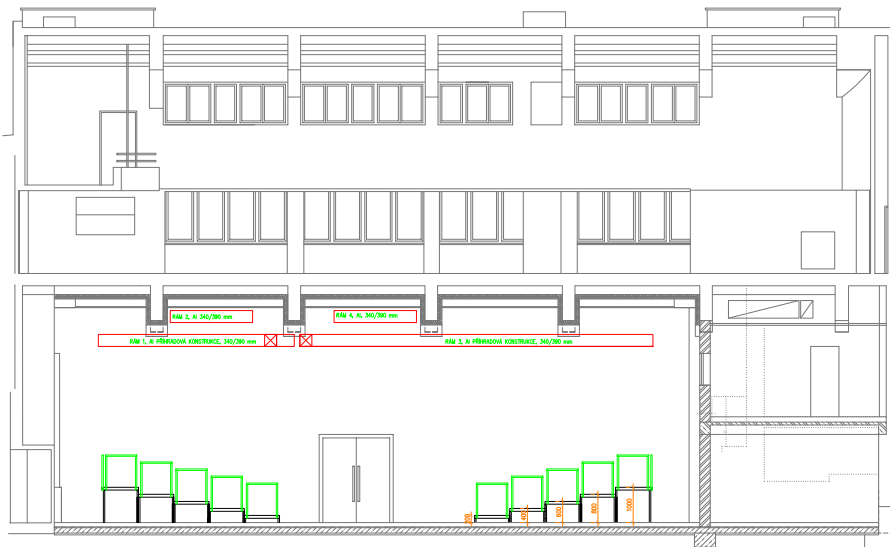 RÁM 2, Al 340/390 mm
RÁM 4, Al, 340/390 mm
RÁM 1, Al PŘÍHRADOVÁ KONSTRUKCE, 340/390 mm
RÁM 3, Al PŘÍHRADOVÁ KONSTRUKCE, 340/390 mm
209
400
600
800
1000